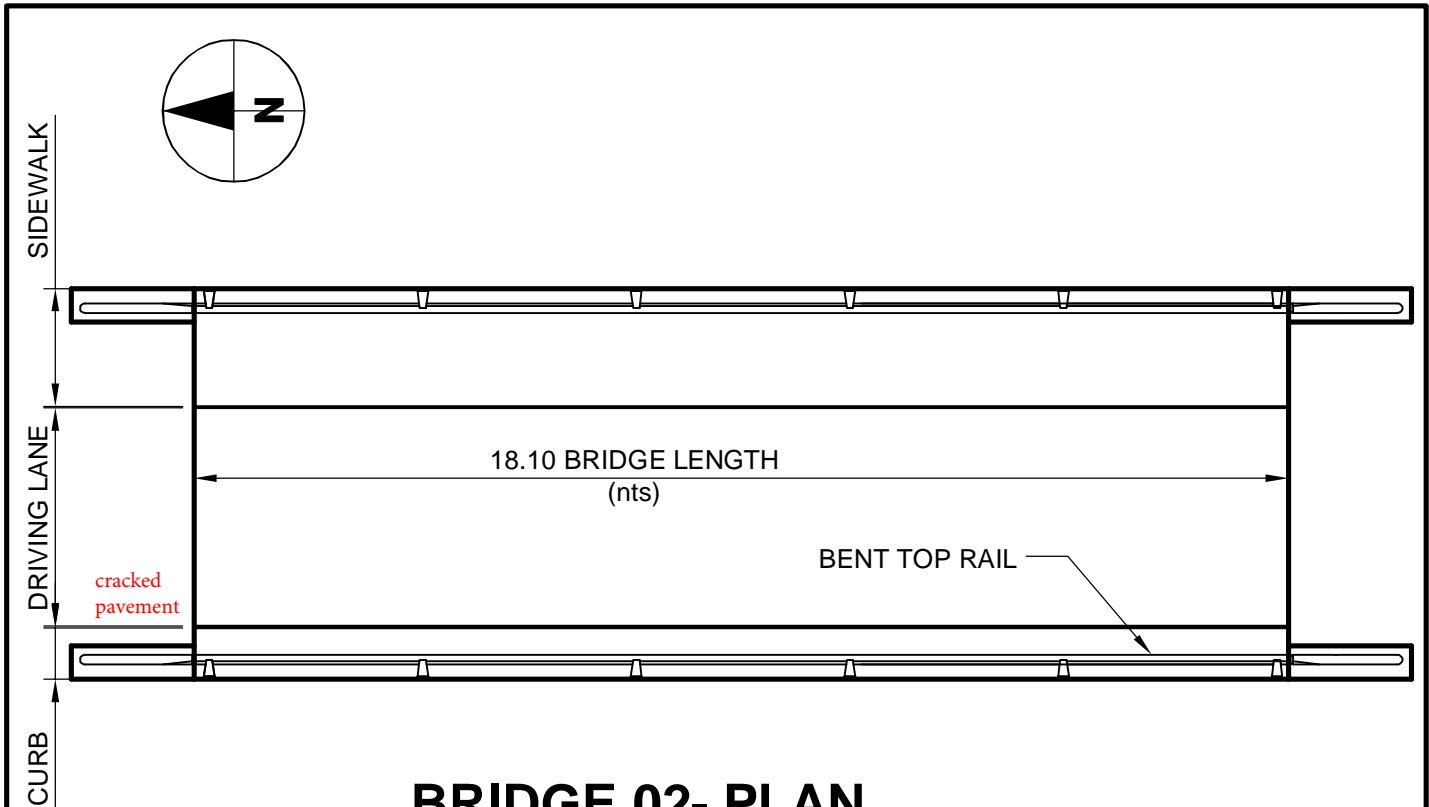 N
SIDEWALK
18.10 BRIDGE LENGTH
(nts)
DRIVING LANE
BENT TOP RAIL
cracked
pavement
CURB
BRIDGE 02- PLAN